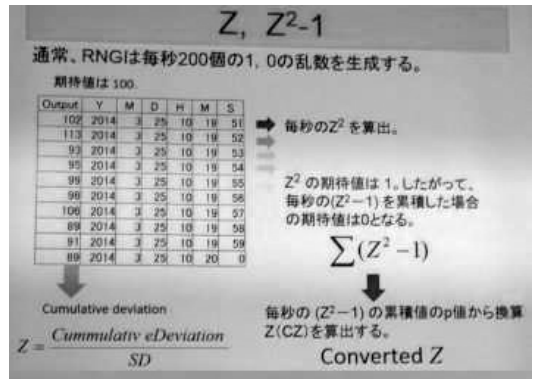 Z, Z²-1
通常、RNGは毎秒200個の1, 0の乱数を生成する。
期待値は 100.
Output Y M D H M S
102 2014 3 25 10 19 51
113 2014 3 25 10 19 52
93 2014 3 25 10 19 53
95 2014 3 25 10 19 54
99 2014 3 25 10 19 55
98 2014 3 25 10 19 56
106 2014 3 25 10 19 57
89 2014 3 25 10 19 58
91 2014 3 25 10 19 59
89 2014 3 25 10 20 0
毎秒のZ² を算出。
Z² の期待値は 1。したがって、
毎秒の(Z²−1) を累積した場合
の期待値は0となる。
∑(Z² −1)
Cumulative deviation
Z = Cummulativ eDeviation / SD
毎秒の (Z²−1) の累積値のp値から換算
Z(CZ)を算出する。
Converted Z